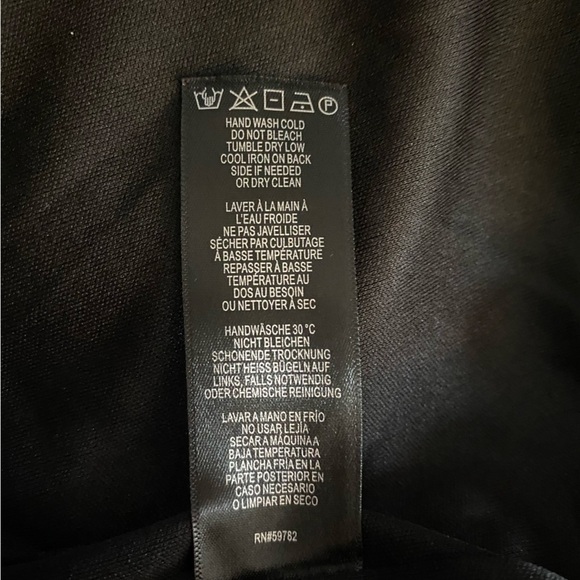 HAND WASH COLD
DO NOT BLEACH
TUMBLE DRY LOW
COOL IRON ON BACK
SIDE IF NEEDED
OR DRY CLEAN
LAVER À LA MAIN À
L'EAU FROIDE
NE PAS JAVELLISER
SÉCHER PAR CULBUTAGE
À BASSE TEMPÉRATURE
REPASSER À BASSE
TEMPÉRATURE AU
DOS AU BESOIN
OU NETTOYER À SEC
HANDWÄSCHE 30 °C
NICHT BLEICHEN
SCHONENDE TROCKNUNG
NICHT HEISS BÜGELN AUF
LINKS, FALLS NOTWENDIG
ODER CHEMISCHE REINIGUNG
LAVAR A MANO EN FRÍO
NO USAR LEJÍA
SECAR A MÁQUINA A
BAJA TEMPERATURA
PLANCHA FRÍA EN LA
PARTE POSTERIOR EN
CASO NECESARIO
O LIMPIAR EN SECO
RN#59782